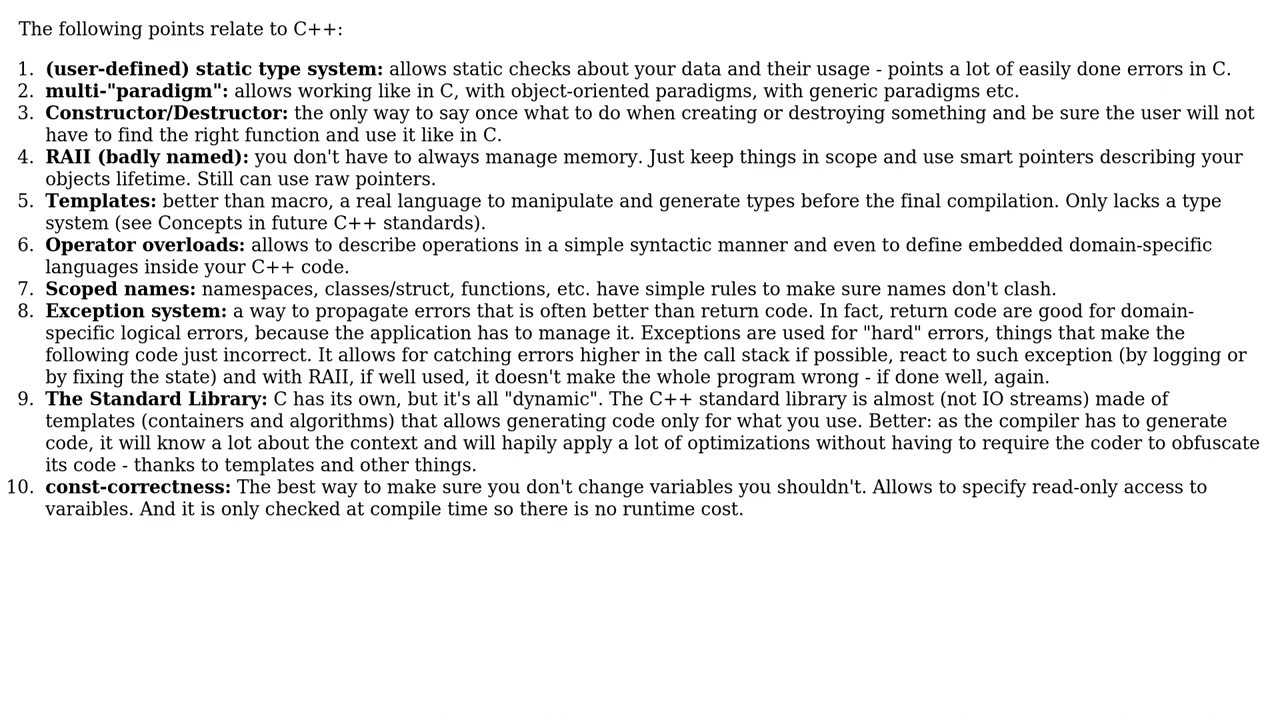 The following points relate to C++:
1. (user-defined) static type system: allows static checks about your data and their usage - points a lot of easily done errors in C.
2. multi-"paradigm": allows working like in C, with object-oriented paradigms, with generic paradigms etc.
3. Constructor/Destructor: the only way to say once what to do when creating or destroying something and be sure the user will not
have to find the right function and use it like in C.
4. RAII (badly named): you don't have to always manage memory. Just keep things in scope and use smart pointers describing your
objects lifetime. Still can use raw pointers.
5. Templates: better than macro, a real language to manipulate and generate types before the final compilation. Only lacks a type
system (see Concepts in future C++ standards).
6. Operator overloads: allows to describe operations in a simple syntactic manner and even to define embedded domain-specific
languages inside your C++ code.
7. Scoped names: namespaces, classes/struct, functions, etc. have simple rules to make sure names don't clash.
8. Exception system: a way to propagate errors that is often better than return code. In fact, return code are good for domain-
specific logical errors, because the application has to manage it. Exceptions are used for "hard" errors, things that make the
following code just incorrect. It allows for catching errors higher in the call stack if possible, react to such exception (by logging or
by fixing the state) and with RAII, if well used, it doesn't make the whole program wrong - if done well, again.
9. The Standard Library: C has its own, but it's all "dynamic". The C++ standard library is almost (not IO streams) made of
templates (containers and algorithms) that allows generating code only for what you use. Better: as the compiler has to generate
code, it will know a lot about the context and will hapily apply a lot of optimizations without having to require the coder to obfuscate
its code - thanks to templates and other things.
10. const-correctness: The best way to make sure you don't change variables you shouldn't. Allows to specify read-only access to
varaibles. And it is only checked at compile time so there is no runtime cost.